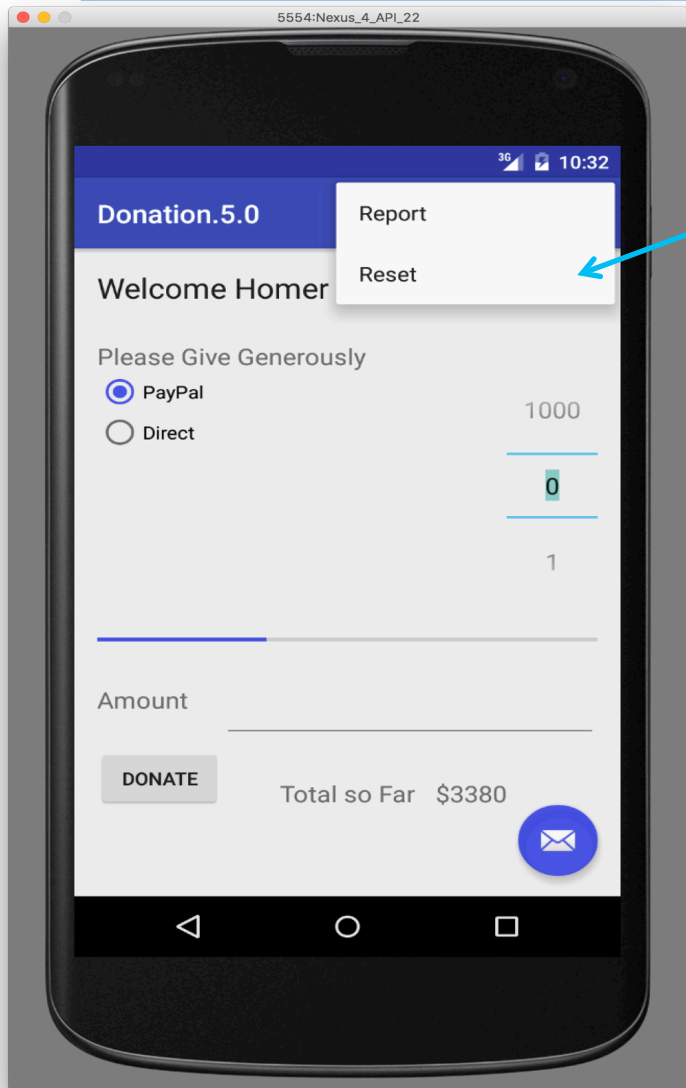 5554:Nexus_4_API_22
3G 10:32
Donation.5.0
Report
Reset
Welcome Homer
Please Give Generously
PayPal
1000
Direct
0
1
Amount
DONATE
Total so Far $3380